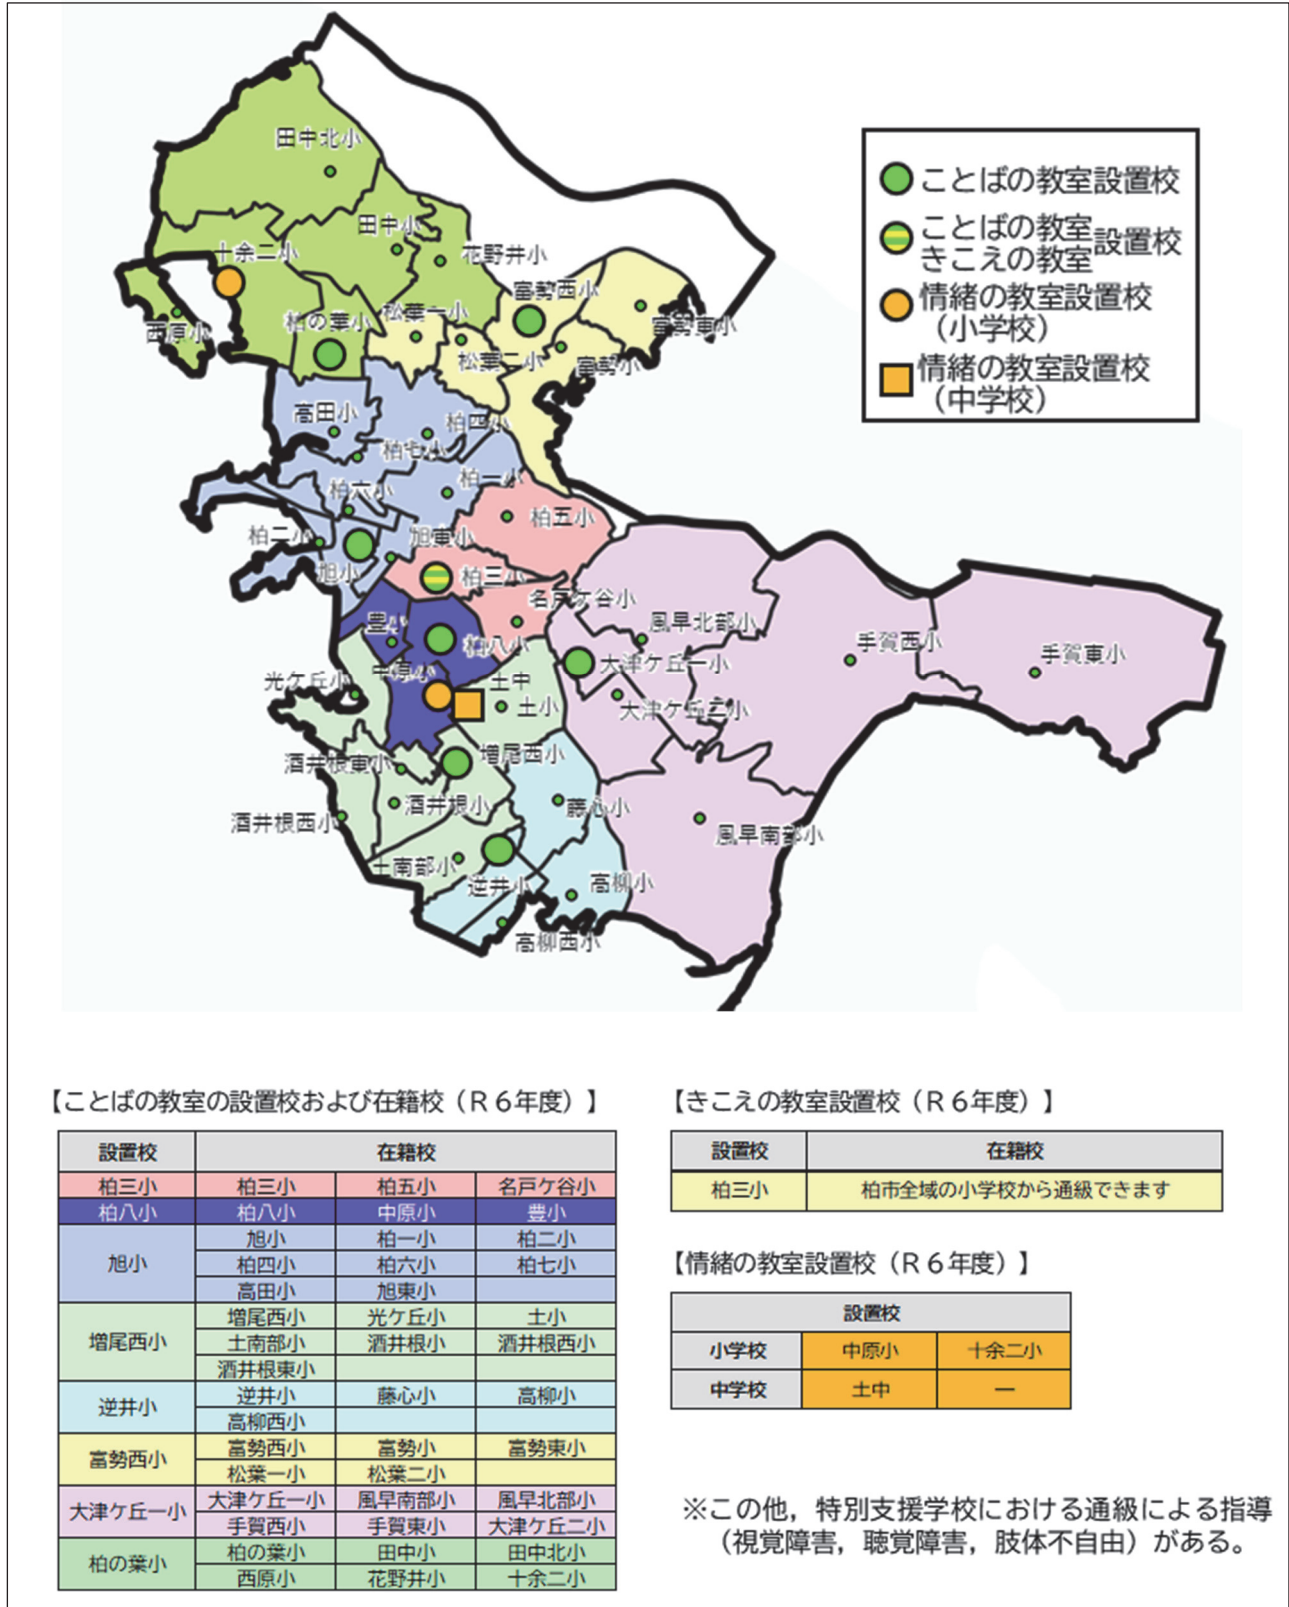 田中北小
田中小
花野井小
十余二小
西原小
柏の葉小
松葉一小
松葉二小
富勢西小
富勢東小
富勢小
高田小
柏四小
柏七小
柏一小
柏六小
柏二小
旭東小
旭小
柏五小
柏三小
名戸ケ谷小
豊小
柏八小
中原小
光ケ丘小
土中
土小
風早北部小
大津ケ丘一小
大津ケ丘二小
手賀西小
手賀東小
増尾西小
酒井根東小
酒井根小
酒井根西小
藤心小
風早南部小
土南部小
逆井小
高柳小
高柳西小
ことばの教室設置校
ことばの教室
きこえの教室
設置校
情緒の教室設置校
（小学校）
情緒の教室設置校
（中学校）
【ことばの教室の設置校および在籍校（Ｒ６年度）】
設置校 在籍校
柏三小 柏三小 柏五小 名戸ケ谷小
柏八小 柏八小 中原小 豊小
旭小 旭小 柏一小 柏二小
柏四小 柏六小 柏七小
高田小 旭東小
増尾西小 増尾西小 光ケ丘小 土小
土南部小 酒井根小 酒井根西小
酒井根東小
逆井小 逆井小 藤心小 高柳小
高柳西小
富勢西小 富勢西小 富勢小 富勢東小
松葉一小 松葉二小
大津ケ丘一小 大津ケ丘一小 風早南部小 風早北部小
手賀西小 手賀東小 大津ケ丘二小
柏の葉小 柏の葉小 田中小 田中北小
西原小 花野井小 十余二小
【きこえの教室設置校（Ｒ６年度）】
設置校 在籍校
柏三小 柏市全域の小学校から通級できます
【情緒の教室設置校（Ｒ６年度）】
設置校
小学校 中原小 十余二小
中学校 土中 ―
※この他，特別支援学校における通級による指導
（視覚障害，聴覚障害，肢体不自由）がある。